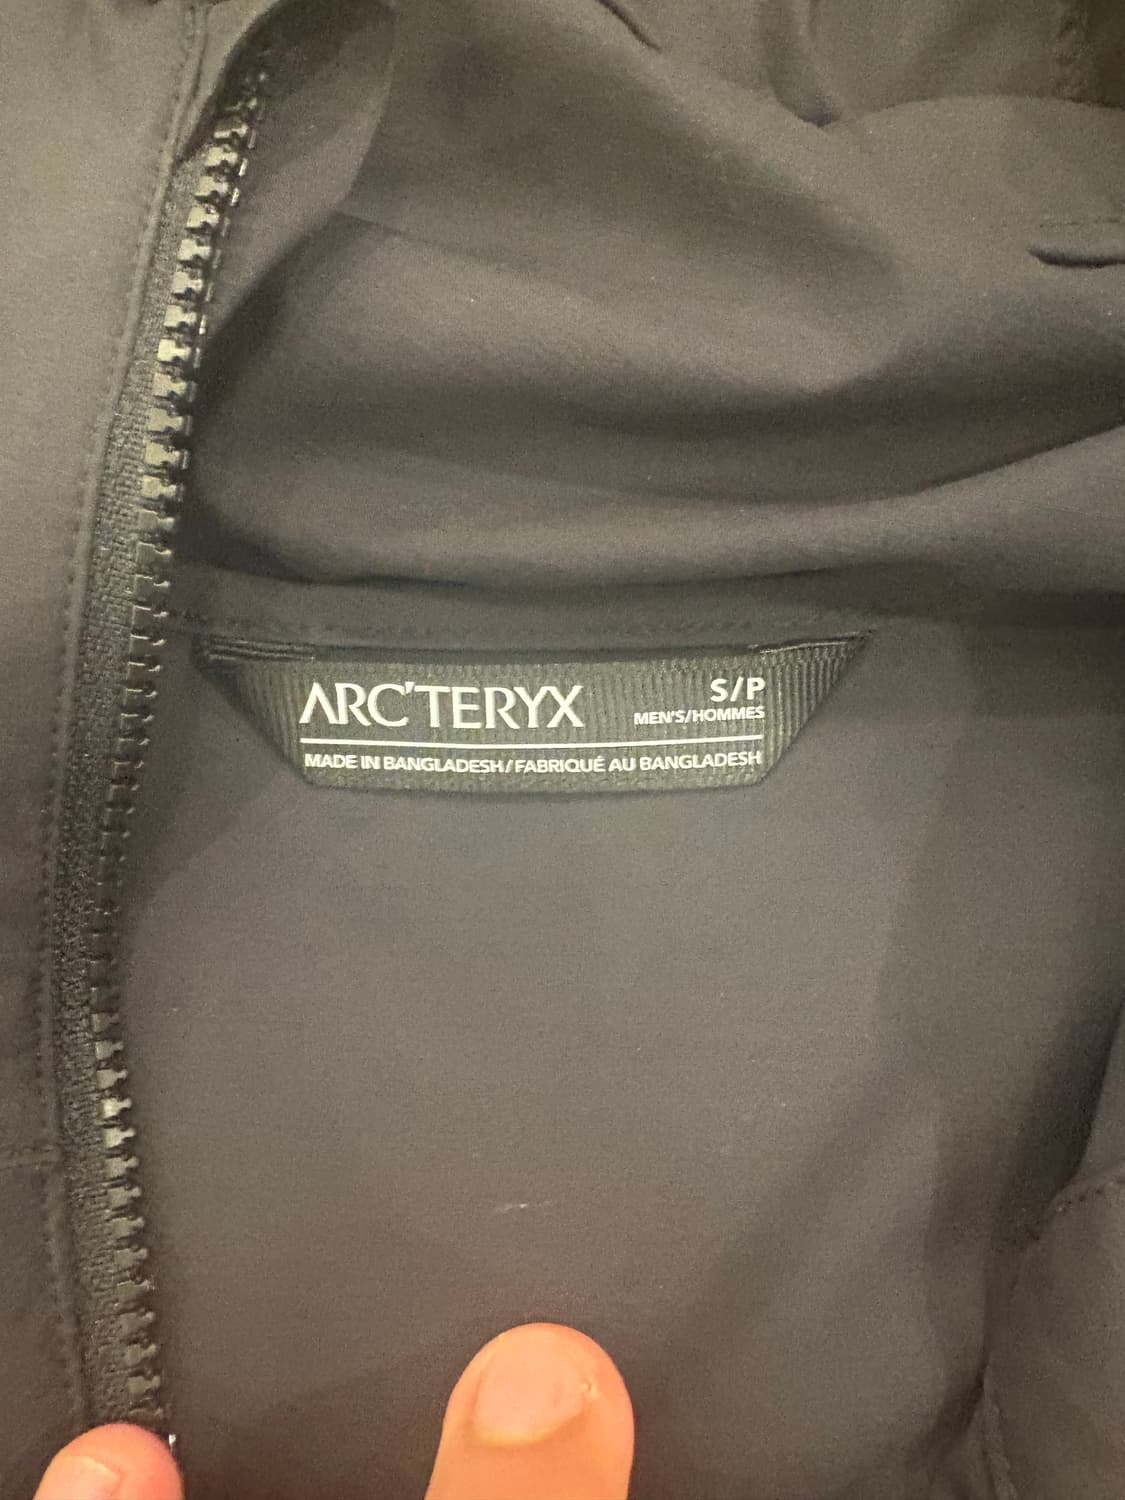 ARC'TERYX
S/P
MEN'S/HOMMES
MADE IN BANGLADESH/FABRIQUÉ AU BANGLADESH